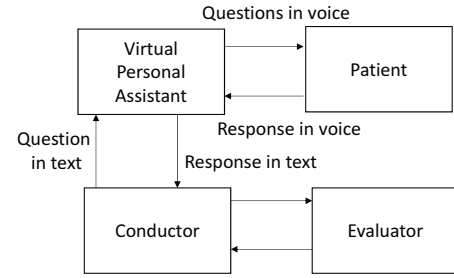 Questions in voice
Virtual
Personal
Assistant
Patient
Response in voice
Question
in text
Response in text
Conductor
Evaluator